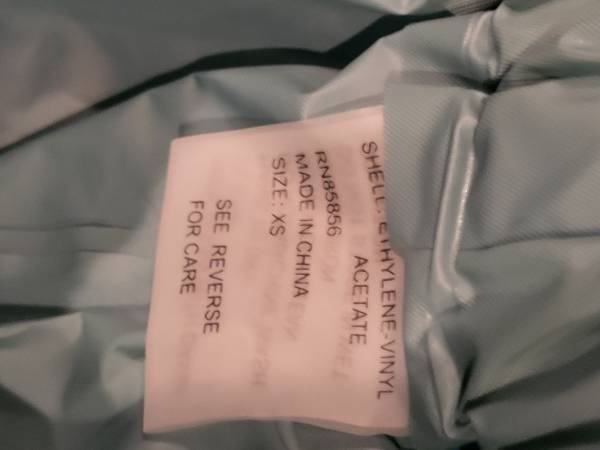 SHELL: ETHYLENE-VINYL
ACETATE
RN85856
MADE IN CHINA
SIZE: XS
SEE REVERSE
FOR CARE